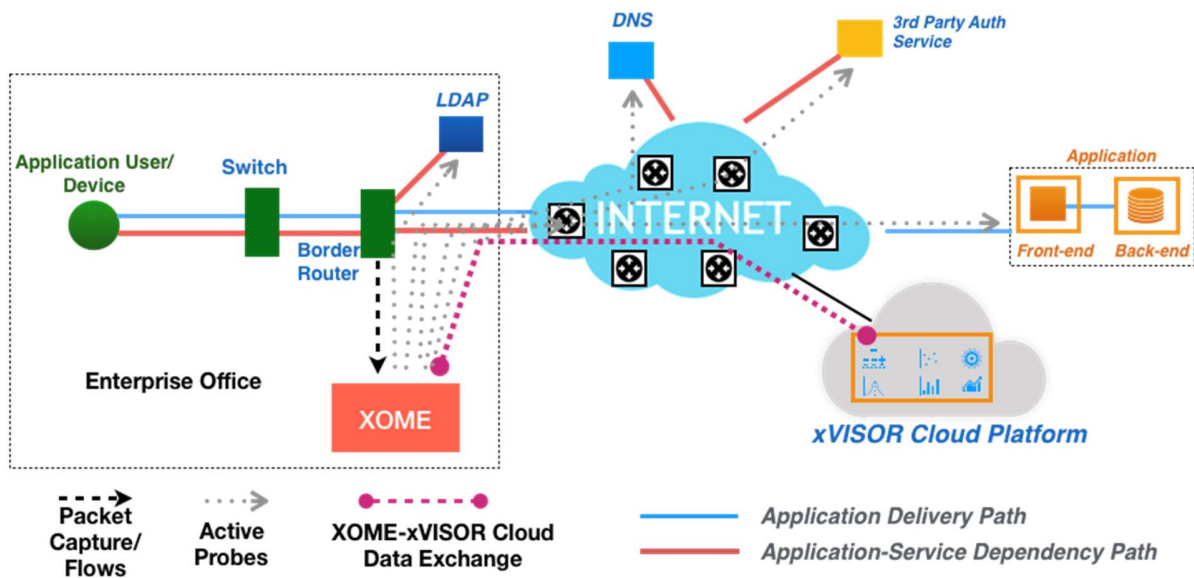 DNS
3rd Party Auth
Service
LDAP
Application User/
Device
Switch
Application
INTERNET
Border
Router
Front-end
Back-end
Enterprise Office
XOME
xVISOR Cloud Platform
Packet
Capture/
Flows
Active
Probes
XOME-xVISOR Cloud
Data Exchange
Application Delivery Path
Application-Service Dependency Path